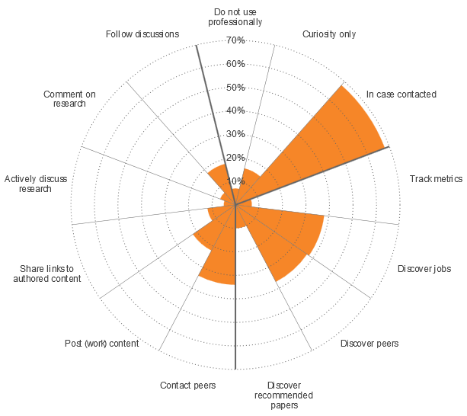 Do not use
professionally
Follow discussions
Curiosity only
70%
60%
50%
40%
30%
20%
10%
Comment on
research
In case contacted
Actively discuss
research
Track metrics
Share links to
authored content
Discover jobs
Post (work) content
Discover peers
Contact peers
Discover
recommended
papers